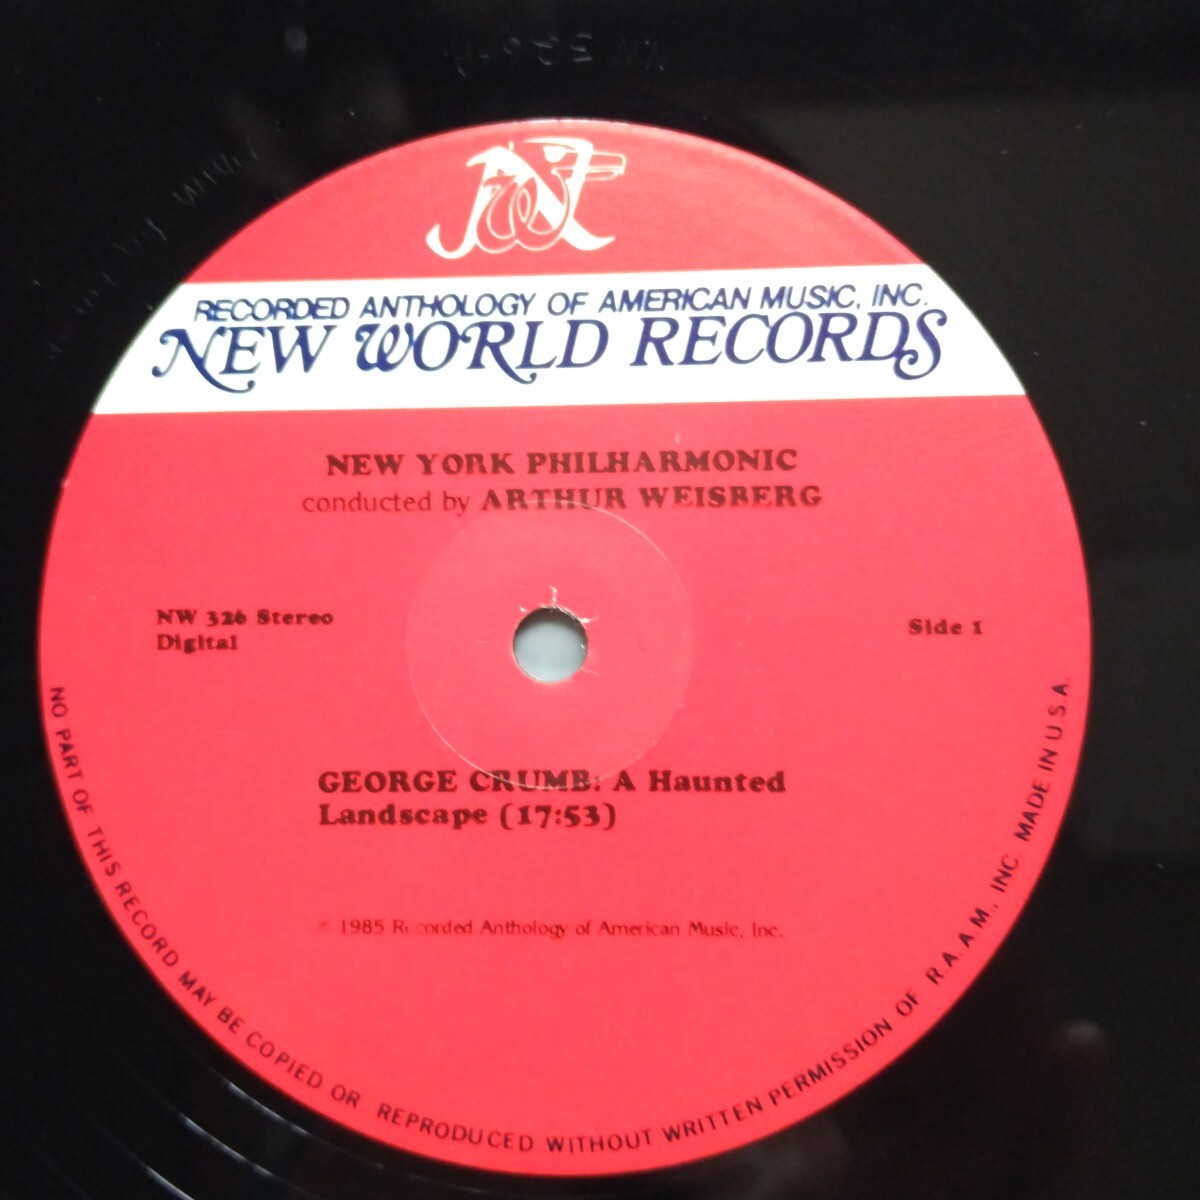 RECORDED ANTHOLOGY OF AMERICAN MUSIC, INC.
NEW WORLD RECORDS
NEW YORK PHILHARMONIC
conducted by ARTHUR WEISBERG
NW 326 Stereo
Digital
Side 1
GEORGE CRUMB: A Haunted
Landscape (17:53)
1985 Recorded Anthology of American Music, Inc.
NO PART OF THIS RECORD MAY BE COPIED OR REPRODUCED WITHOUT WRITTEN PERMISSION OF R.A.A.M., INC. MADE IN U.S.A.